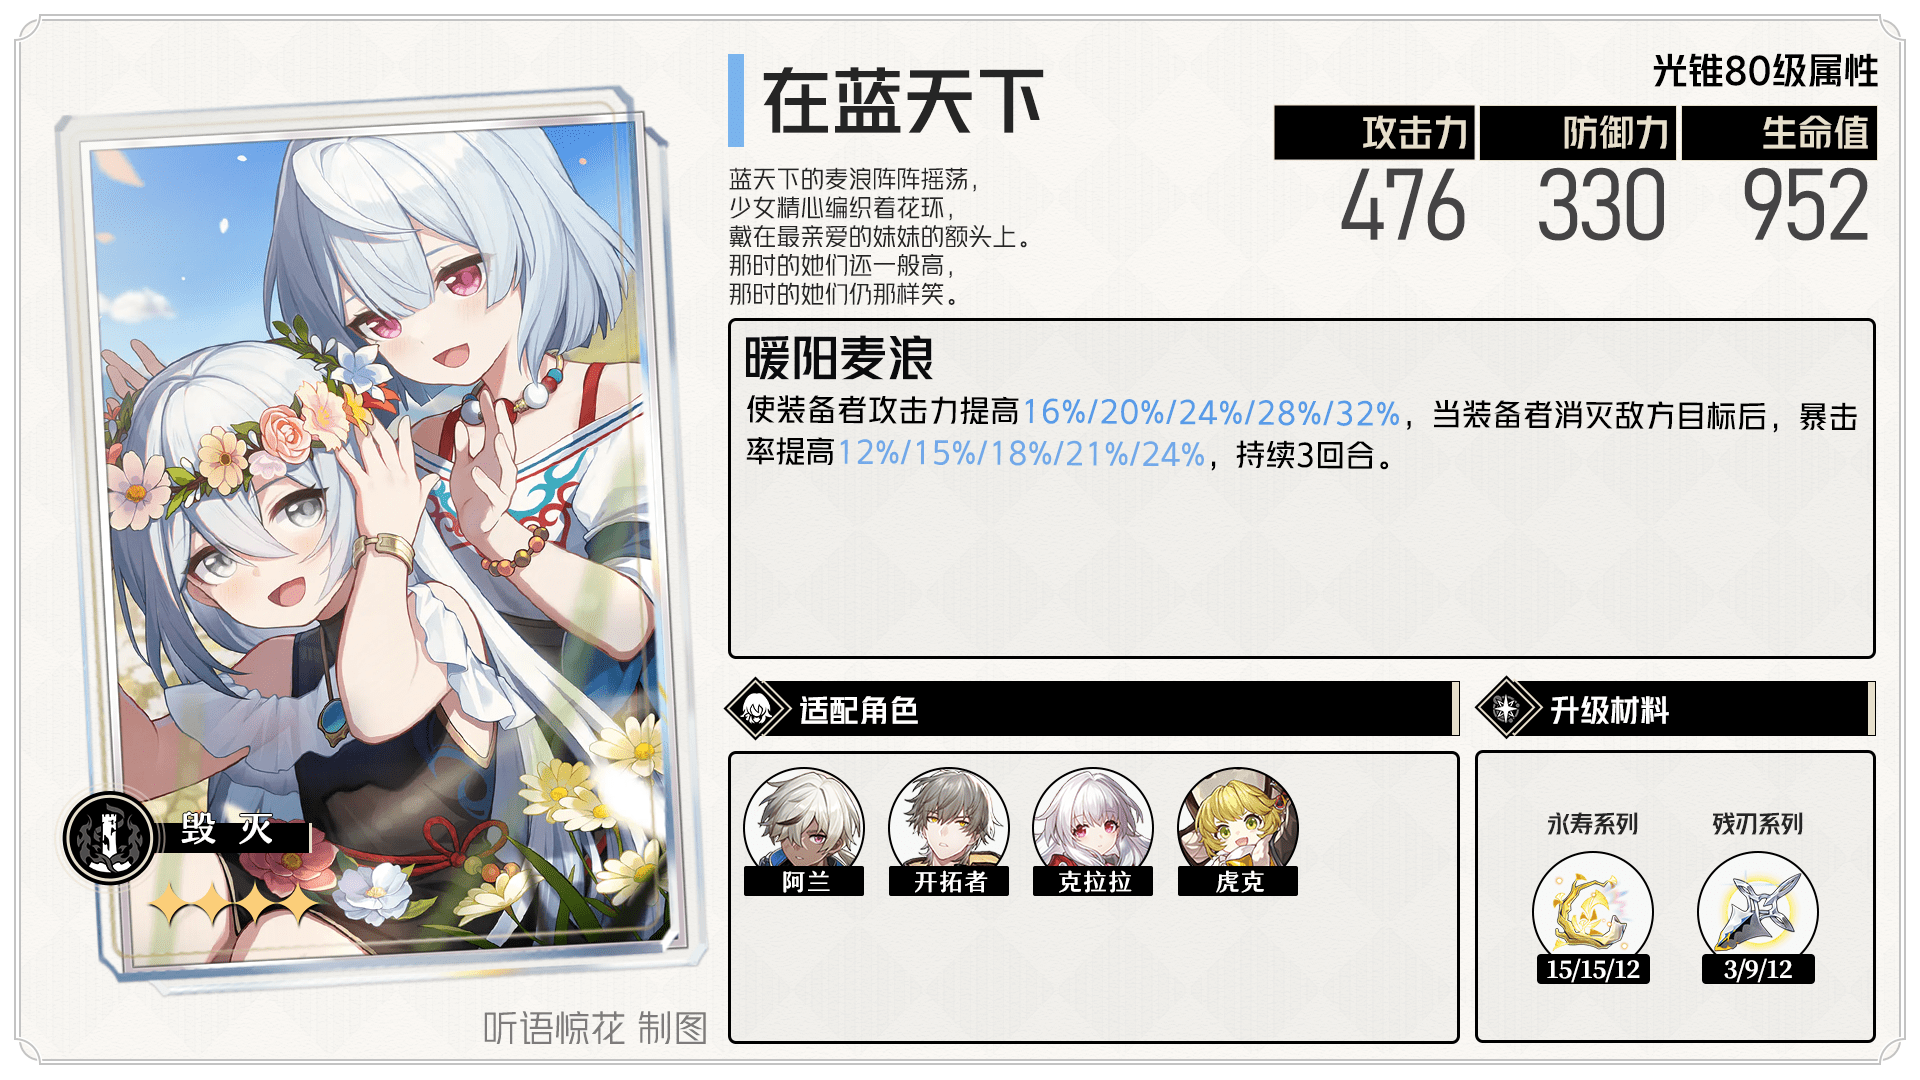 在蓝天下
蓝天下的麦浪阵阵摇荡，
少女精心编织着花环，
戴在最亲爱的妹妹的额头上。
那时的她们还一般高，
那时的她们仍那样笑。
光锥80级属性
攻击力 防御力 生命值
476 330 952
暖阳麦浪
使装备者攻击力提高16%/20%/24%/28%/32%，当装备者消灭敌方目标后，暴击
率提高12%/15%/18%/21%/24%，持续3回合。
毁灭
适配角色
阿兰 开拓者 克拉拉 虎克
升级材料
永寿系列 残刃系列
15/15/12 3/9/12
听语惊花 制图